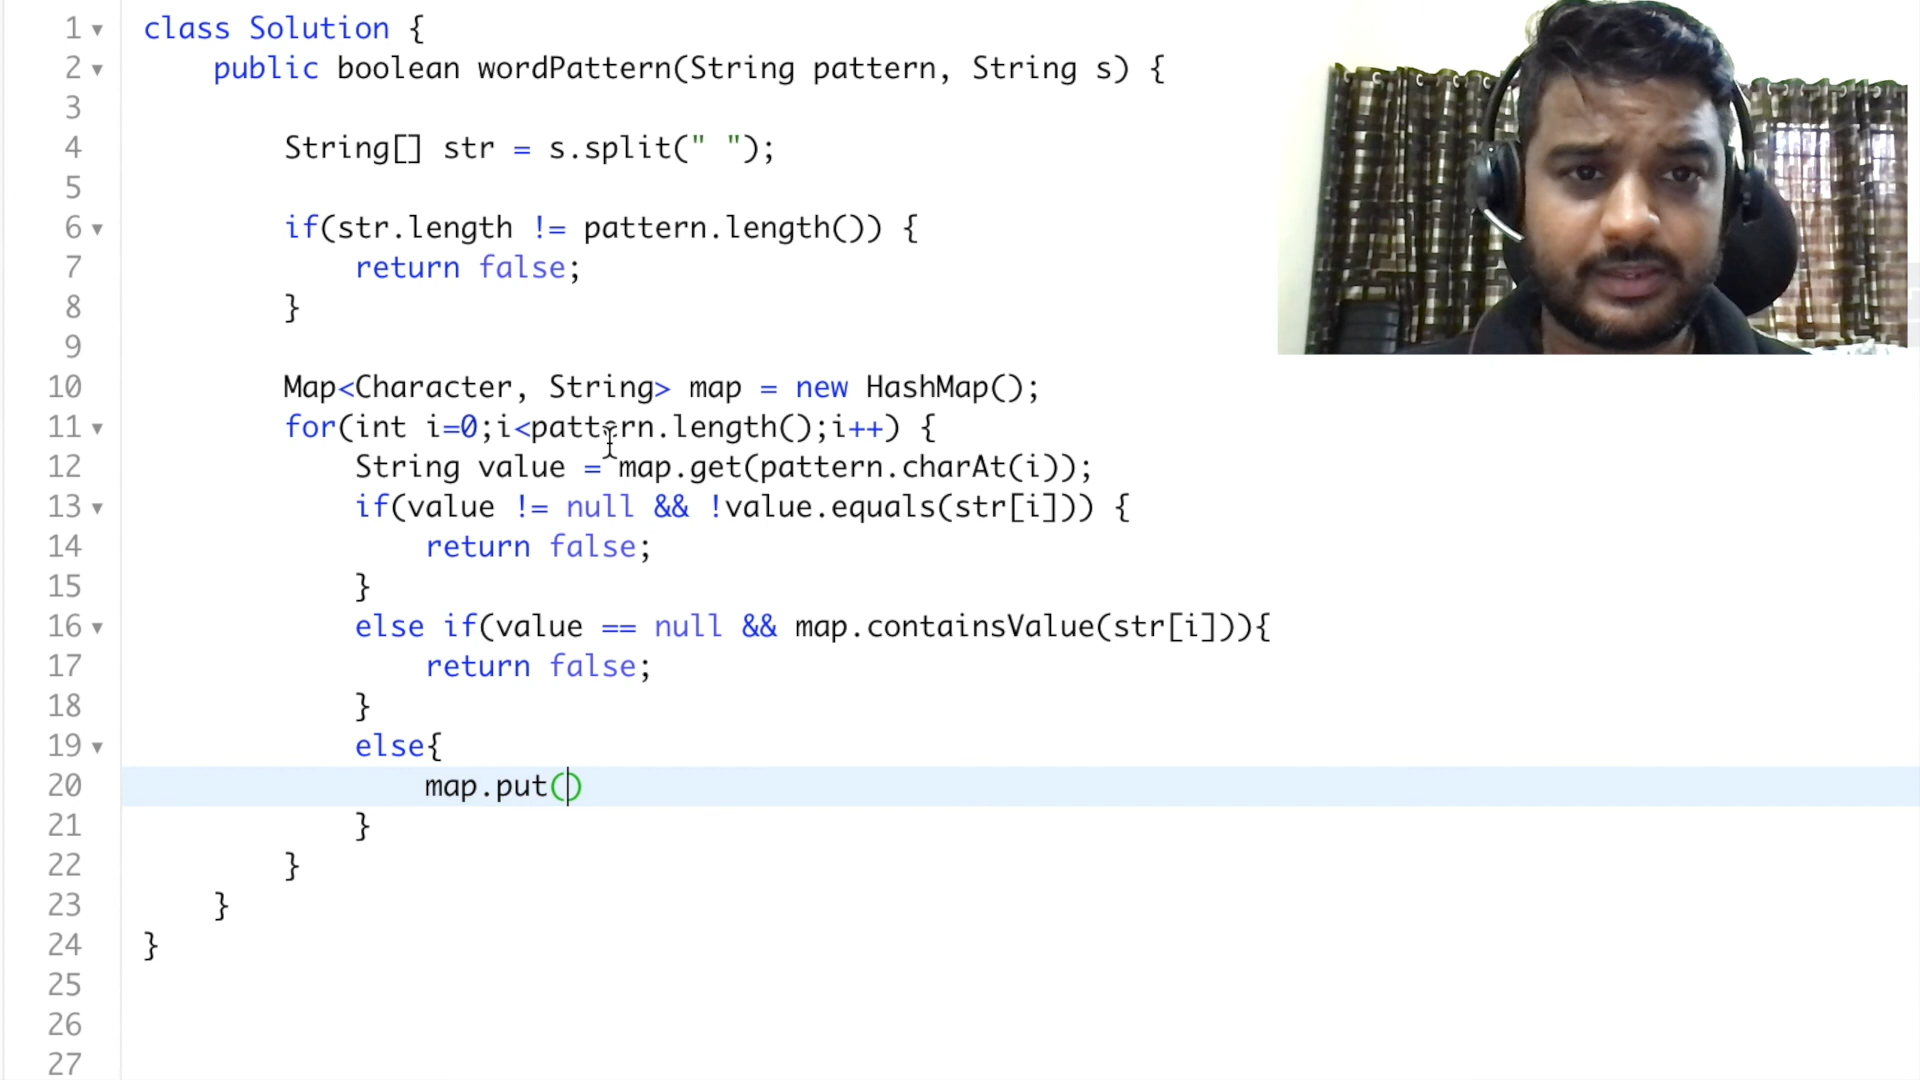 1 class Solution {
2 public boolean wordPattern(String pattern, String s) {
3
4 String[] str = s.split(" ");
5
6 if(str.length != pattern.length()) {
7 return false;
8 }
9
10 Map<Character, String> map = new HashMap();
11 for(int i=0;i<pattern.length();i++) {
12 String value = map.get(pattern.charAt(i));
13 if(value != null && !value.equals(str[i])) {
14 return false;
15 }
16 else if(value == null && map.containsValue(str[i])){
17 return false;
18 }
19 else{
20 map.put()
21 }
22 }
23 }
24 }
25
26
27